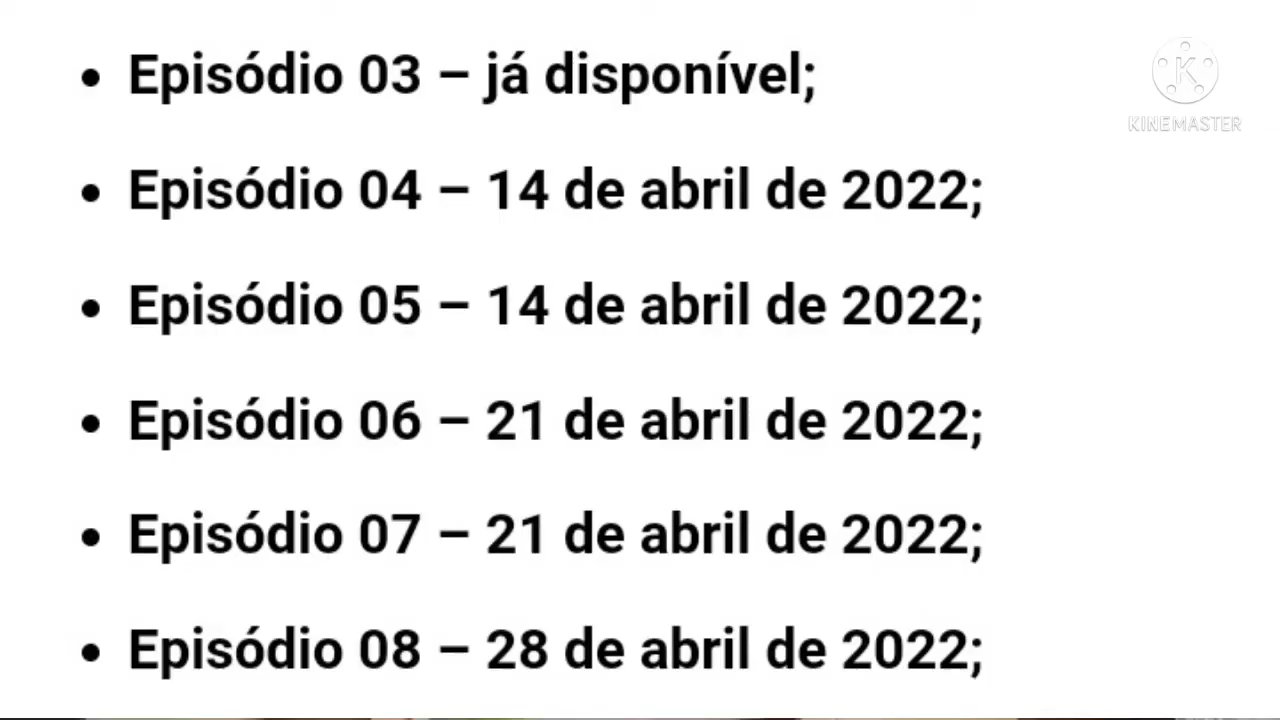 • Episódio 03 – já disponível;
K
KINEMASTER
• Episódio 04 – 14 de abril de 2022;
• Episódio 05 – 14 de abril de 2022;
• Episódio 06 – 21 de abril de 2022;
• Episódio 07 – 21 de abril de 2022;
• Episódio 08 – 28 de abril de 2022;